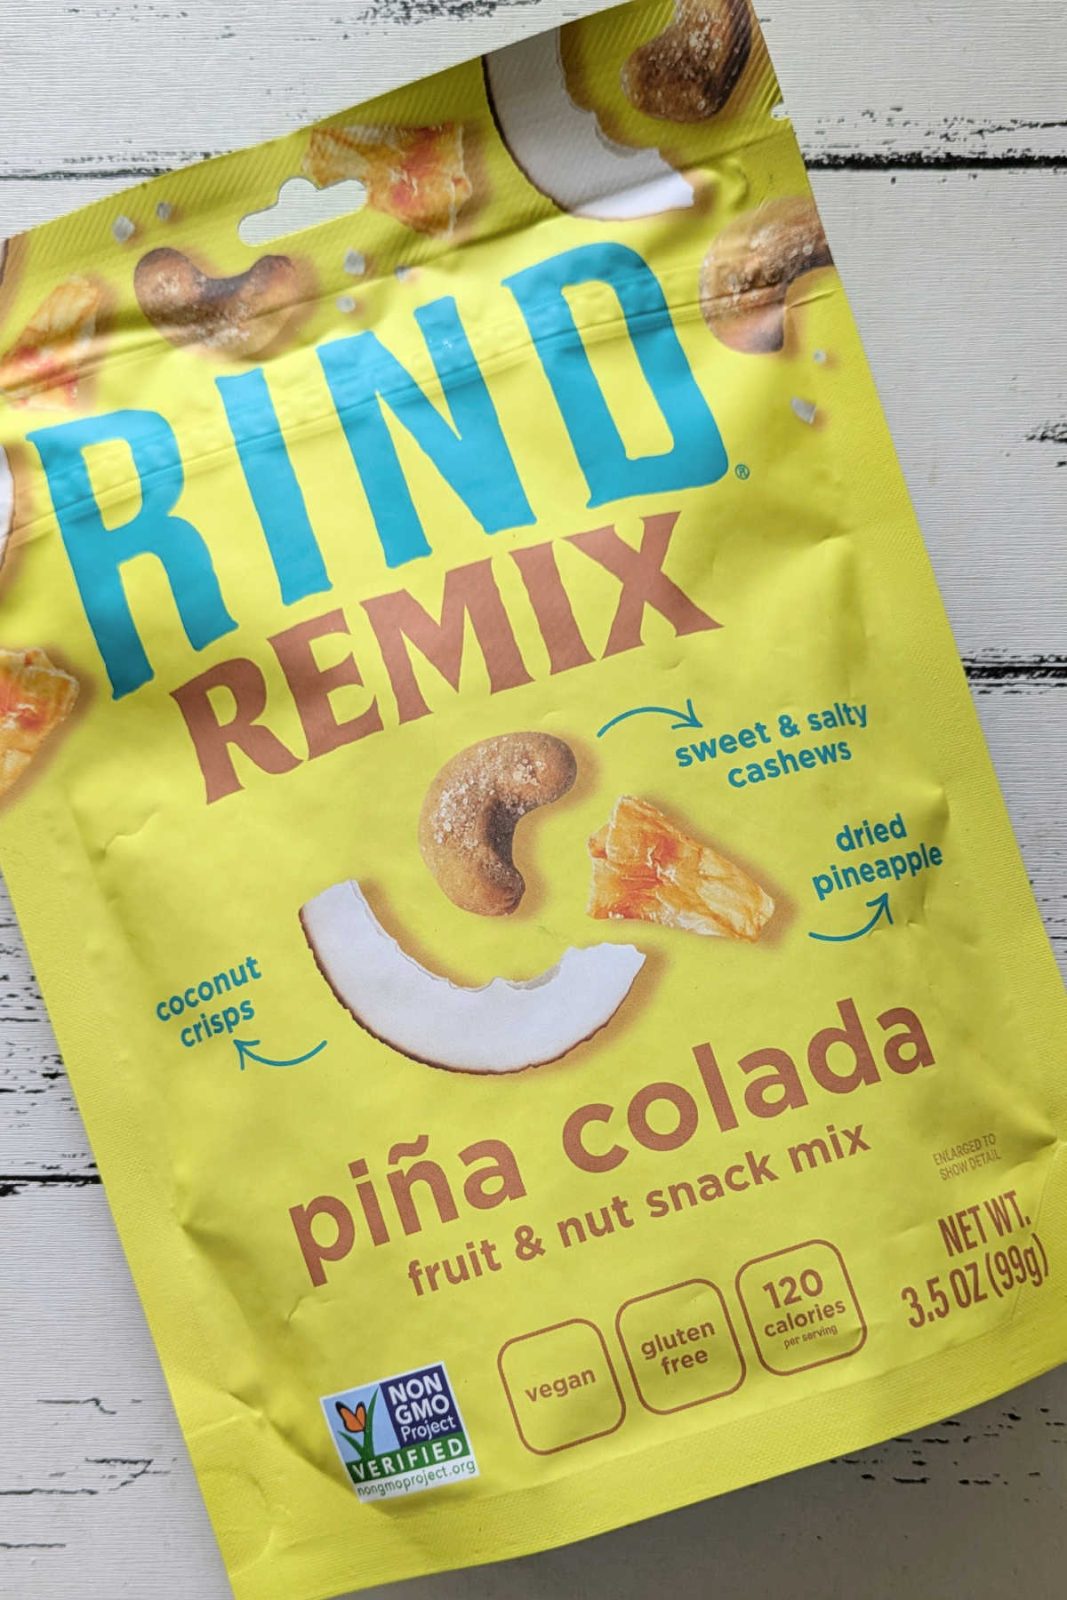 RIND®
REMIX
sweet & salty
cashews
dried
pineapple
coconut
crisps
piña colada
fruit & nut snack mix
ENLARGED TO
SHOW DETAIL
NET WT.
3.5 OZ (99g)
120
calories
per serving
gluten
free
vegan
NON
GMO
Project
VERIFIED
nongmoproject.org